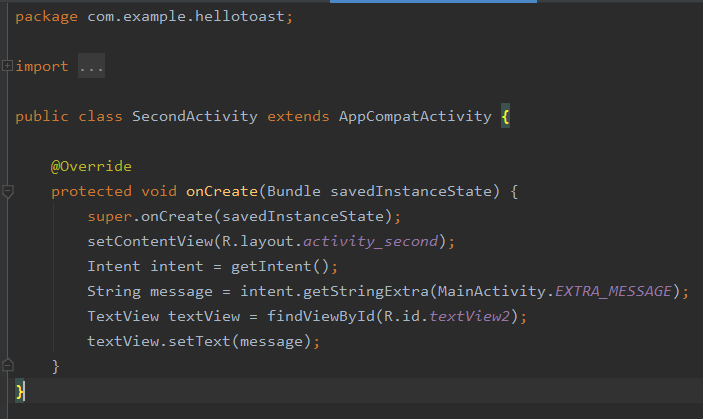 package com.example.hellotoast;
import ...
public class SecondActivity extends AppCompatActivity {
@Override
protected void onCreate(Bundle savedInstanceState) {
super.onCreate(savedInstanceState);
setContentView(R.layout.activity_second);
Intent intent = getIntent();
String message = intent.getStringExtra(MainActivity.EXTRA_MESSAGE);
TextView textView = findViewById(R.id.textView2);
textView.setText(message);
}
}